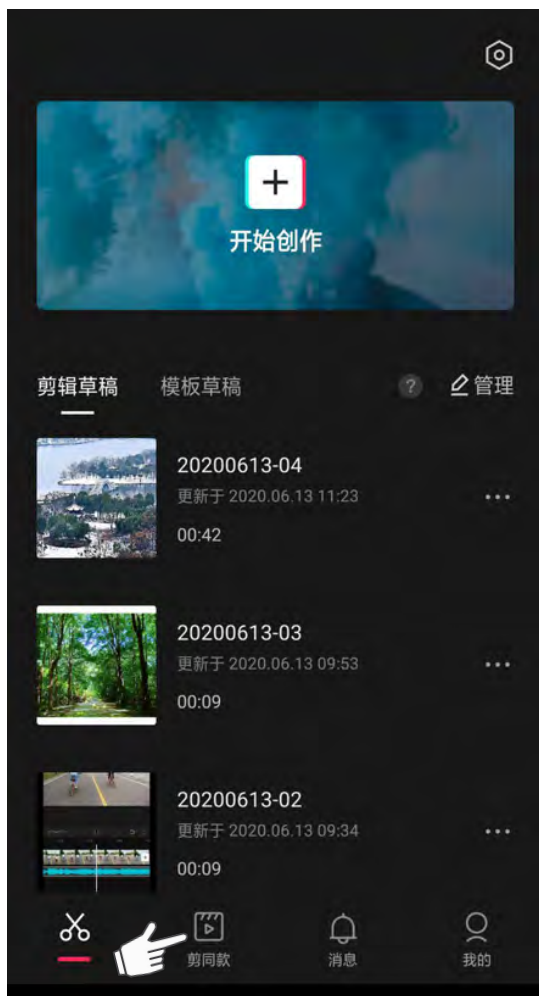 开始创作
剪辑草稿 模板草稿 ? 管理
20200613-04
更新于 2020.06.13 11:23
00:42
20200613-03
更新于 2020.06.13 09:53
00:09
20200613-02
更新于 2020.06.13 09:34
00:09
剪同款 消息 我的